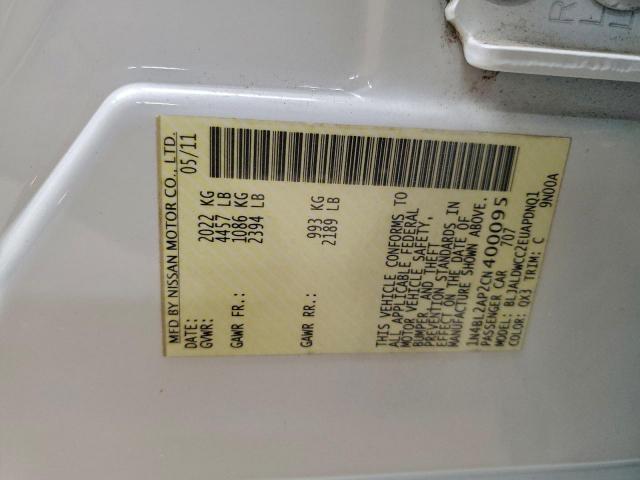 MFD BY NISSAN MOTOR CO., LTD.
DATE: 05/11
GVWR: 2022 KG
4457 LB
GAWR FR: 1086 KG
2394 LB
GAWR RR: 993 KG
2189 LB
THIS VEHICLE CONFORMS TO
ALL APPLICABLE FEDERAL
MOTOR VEHICLE SAFETY,
BUMPER, AND THEFT
PREVENTION STANDARDS IN
EFFECT ON THE DATE OF
MANUFACTURE SHOWN ABOVE.
1N4BL2AP2CN400095
PASSENGER CAR 707
MODEL: BLJALDWCC2EUAPDNQ1
COLOR: QX3 TRIM: C 9N00A